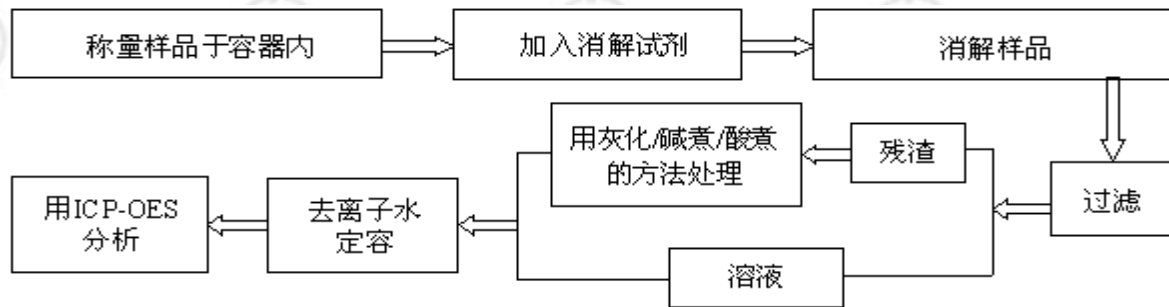 称量样品于容器内
加入消解试剂
消解样品
过滤
残渣
用灰化/碱煮/酸煮
的方法处理
溶液
去离子水
定容
用ICP-OES
分析